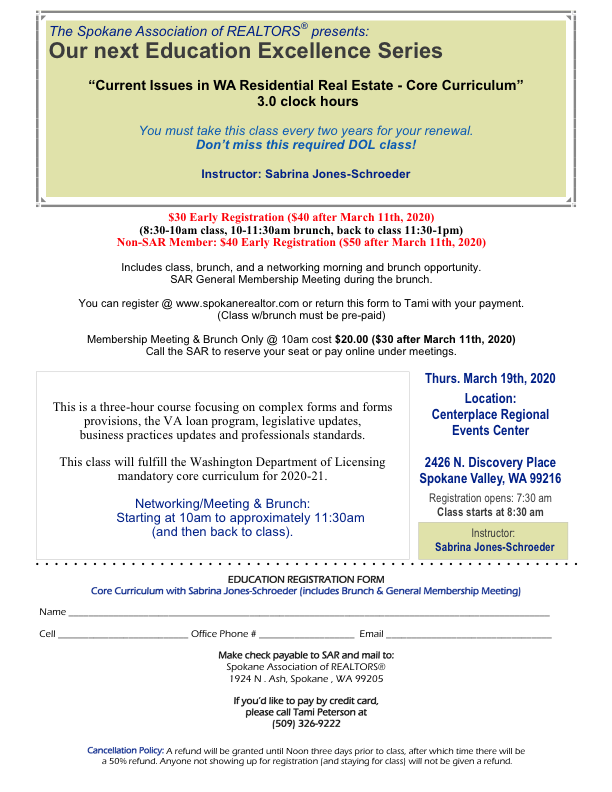 The Spokane Association of REALTORS® presents:
Our next Education Excellence Series
“Current Issues in WA Residential Real Estate - Core Curriculum”
3.0 clock hours
You must take this class every two years for your renewal.
Don’t miss this required DOL class!
Instructor: Sabrina Jones-Schroeder
$30 Early Registration ($40 after March 11th, 2020)
(8:30-10am class, 10-11:30am brunch, back to class 11:30-1pm)
Non-SAR Member: $40 Early Registration ($50 after March 11th, 2020)
Includes class, brunch, and a networking morning and brunch opportunity.
SAR General Membership Meeting during the brunch.
You can register @ www.spokanerealtor.com or return this form to Tami with your payment.
(Class w/brunch must be pre-paid)
Membership Meeting & Brunch Only @ 10am cost $20.00 ($30 after March 11th, 2020)
Call the SAR to reserve your seat or pay online under meetings.
This is a three-hour course focusing on complex forms and forms
provisions, the VA loan program, legislative updates,
business practices updates and professionals standards.
This class will fulfill the Washington Department of Licensing
mandatory core curriculum for 2020-21.
Networking/Meeting & Brunch:
Starting at 10am to approximately 11:30am
(and then back to class).
Thurs. March 19th, 2020
Location:
Centerplace Regional
Events Center
2426 N. Discovery Place
Spokane Valley, WA 99216
Registration opens: 7:30 am
Class starts at 8:30 am
Instructor:
Sabrina Jones-Schroeder
EDUCATION REGISTRATION FORM
Core Curriculum with Sabrina Jones-Schroeder (includes Brunch & General Membership Meeting)
Name
Cell Office Phone # Email
Make check payable to SAR and mail to:
Spokane Association of REALTORS®
1924 N . Ash, Spokane , WA 99205
If you’d like to pay by credit card,
please call Tami Peterson at
(509) 326-9222
Cancellation Policy: A refund will be granted until Noon three days prior to class, after which time there will be
a 50% refund. Anyone not showing up for registration (and staying for class) will not be given a refund.